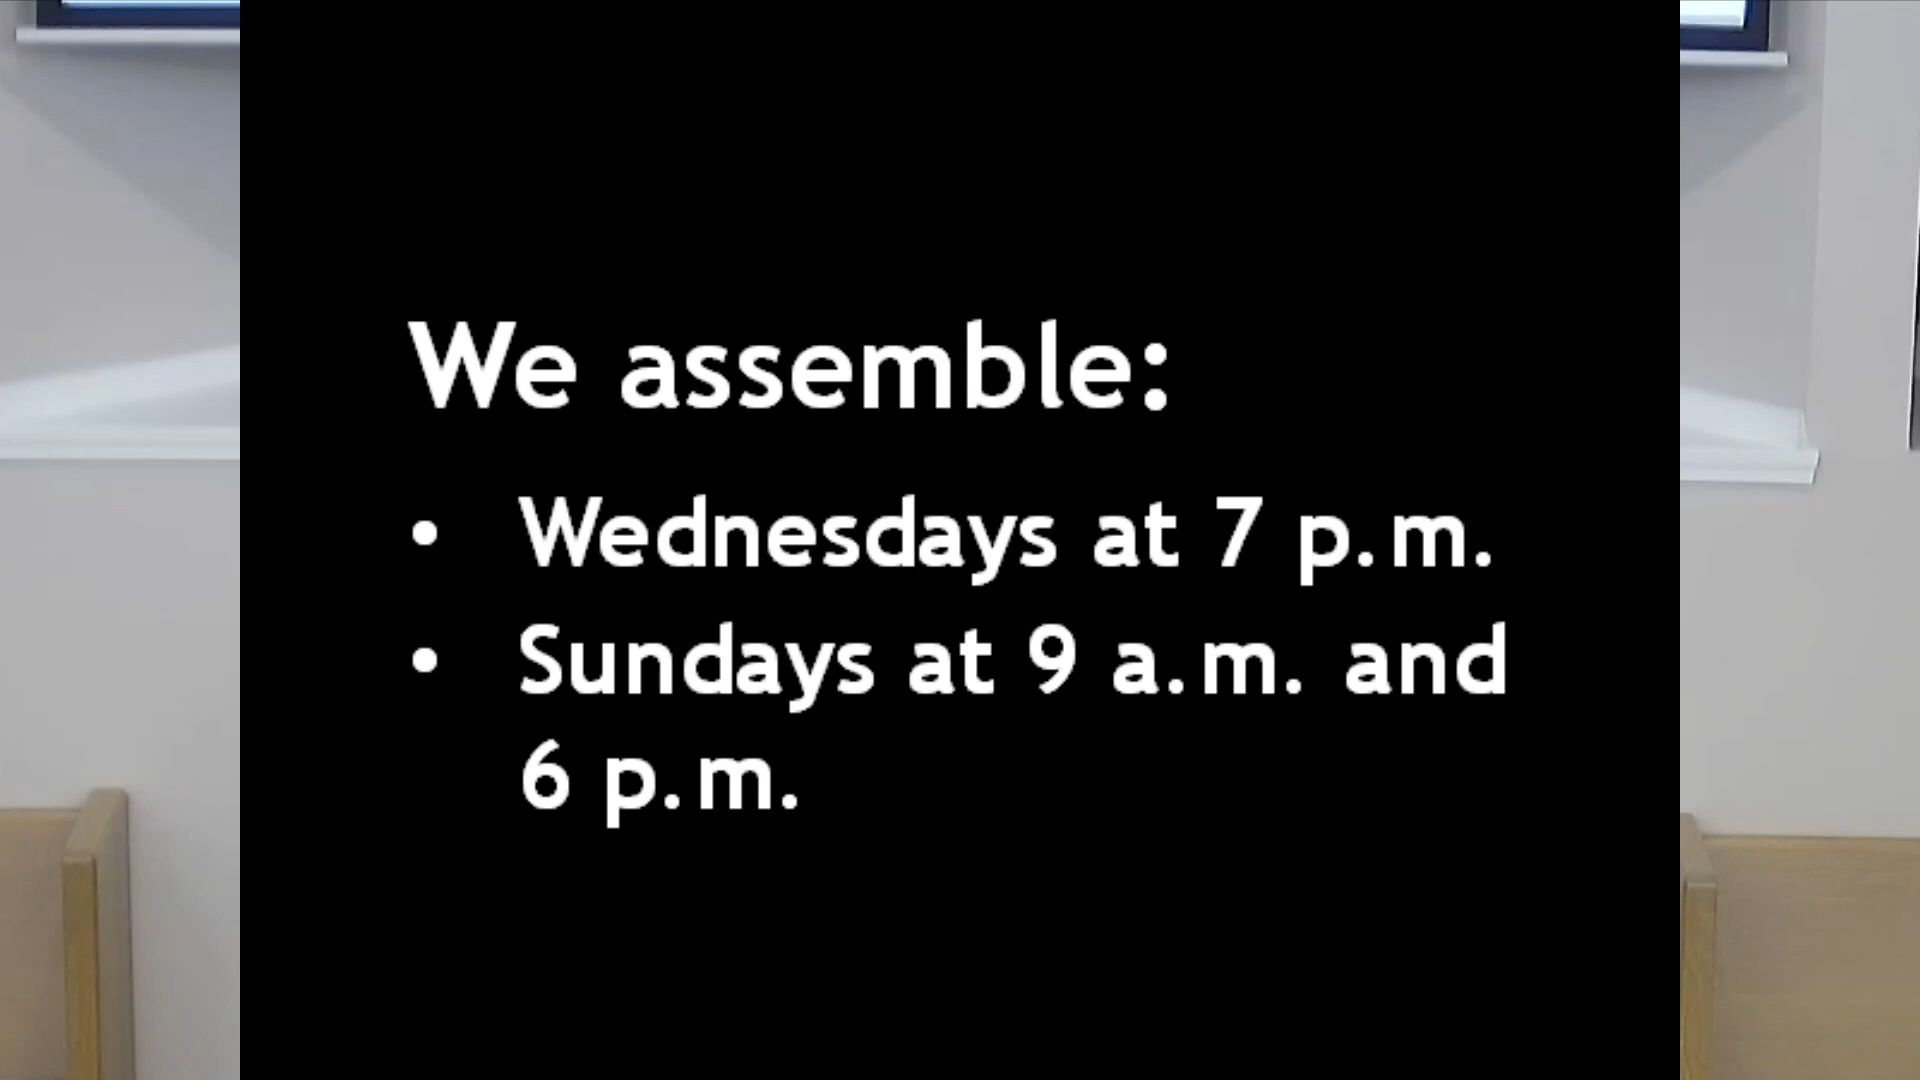 We assemble:
• Wednesdays at 7 p.m.
• Sundays at 9 a.m. and
6 p.m.